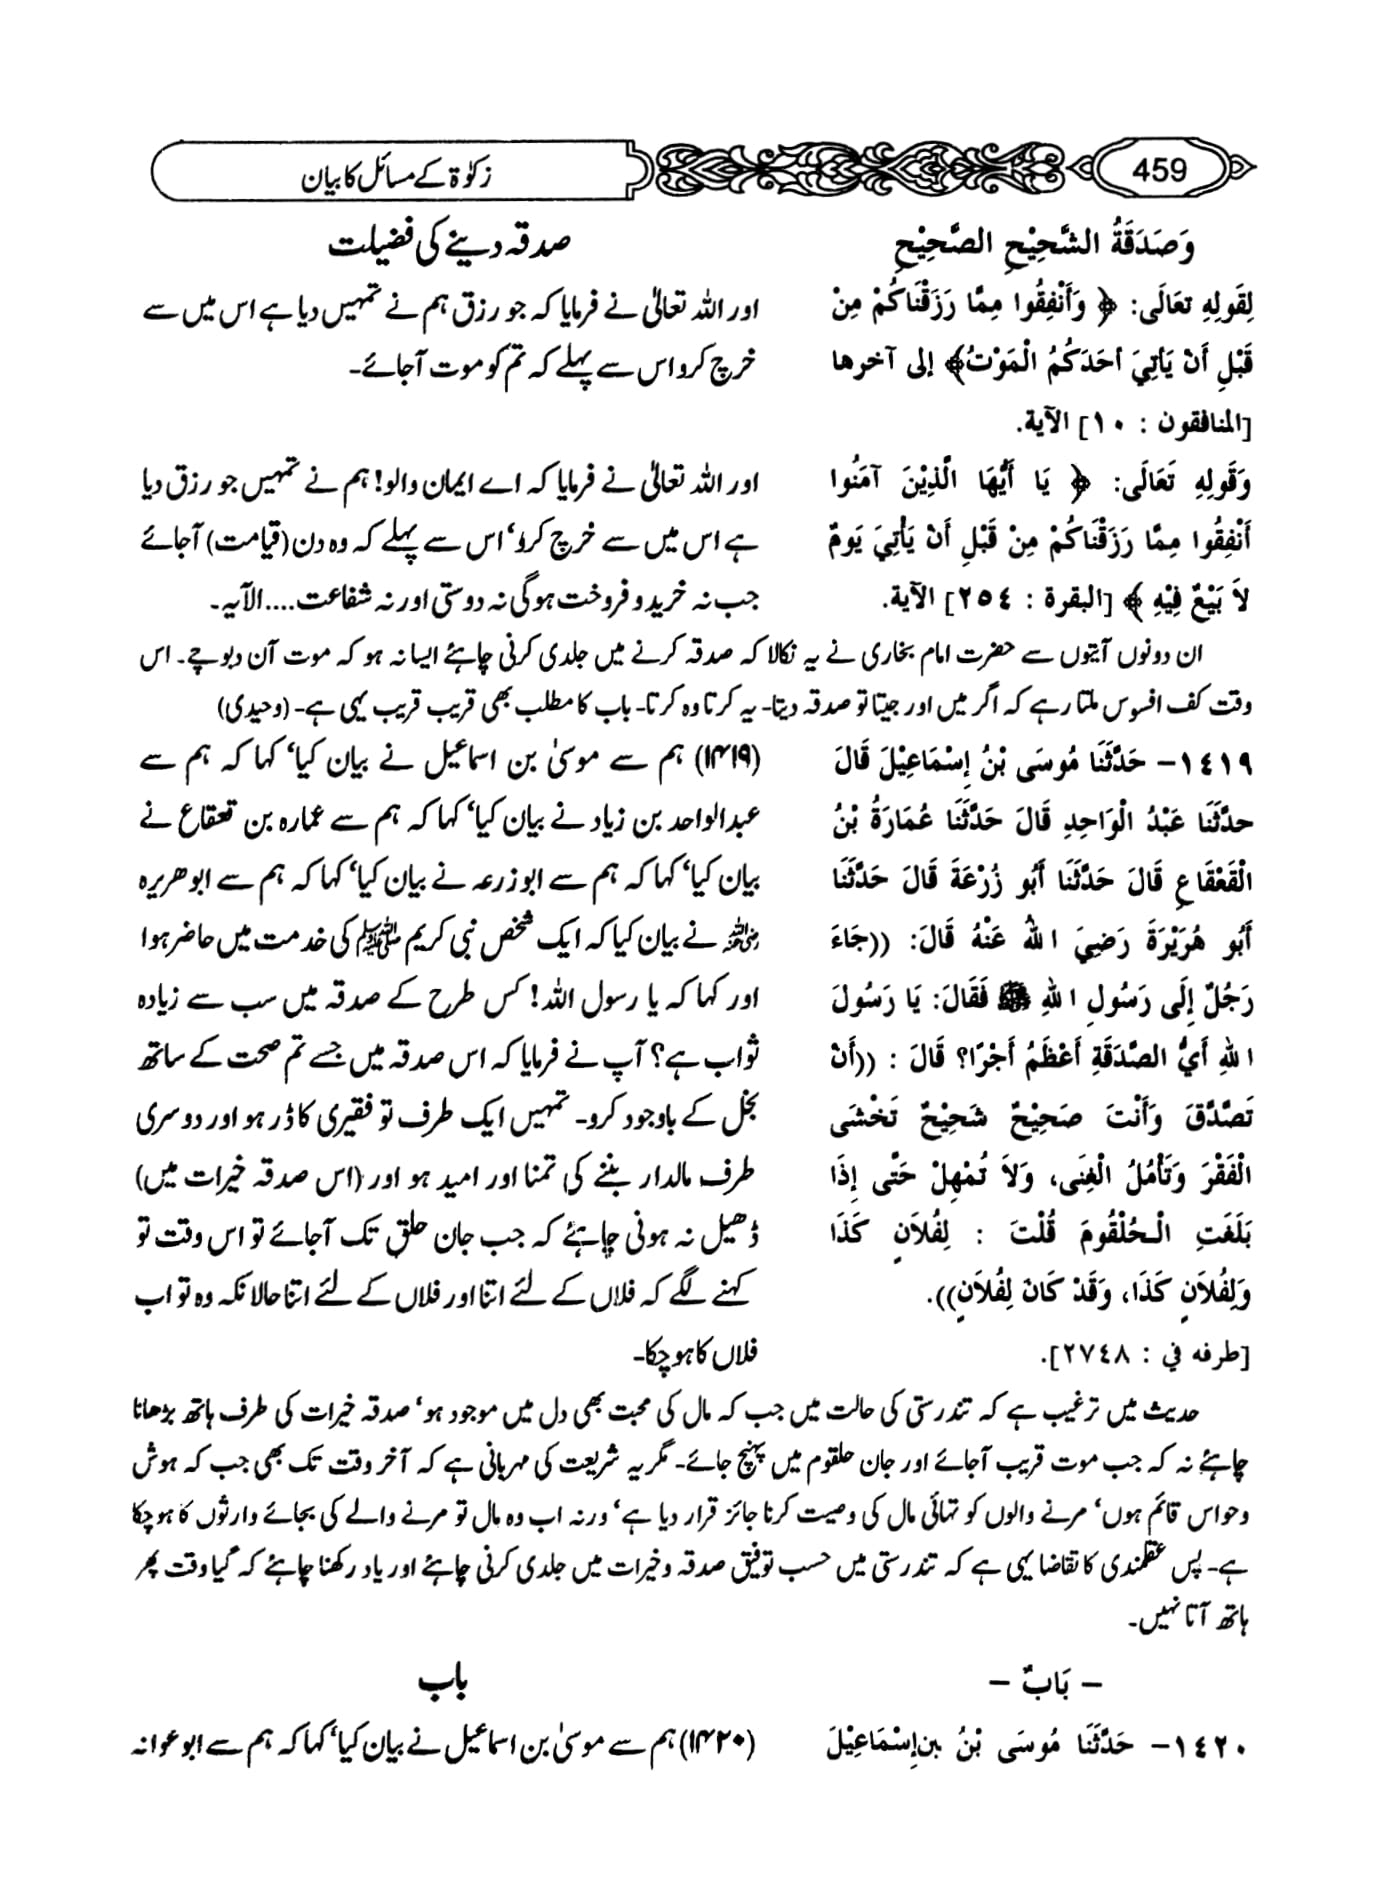 459
زکوٰۃ کے مسائل کا بیان
وَصَدَقَةُ الشَّحِيْحِ الصَّحِيْحِ
لِقَولِهِ تعَالَى: ﴿ وَأَنْفِقُوا مِمَّا رَزَقْنَاكُمْ مِنْ
قَبْلِ أَنْ يَأْتِيَ أحَدَكُمُ الْمَوْتُ﴾ إلى آخرها
[المنافقون : ١٠] الآية.
وَقَولِهِ تَعَالَى: ﴿ يَا أَيُّهَا الَّذِيْنَ آمَنُوا
أَنْفِقُوا مِمَّا رَزَقْنَاكُمْ مِنْ قَبْلِ أَنْ يَأْتِيَ يَومٌ
لاَ بَيْعٌ فِيْهِ ﴾ [البقرة : ٢٥٤] الآية.
صدقہ دینے کی فضیلت
اور اللہ تعالیٰ نے فرمایا کہ جو رزق ہم نے تمہیں دیا ہے اس میں سے
خرچ کرو اس سے پہلے کہ تم کو موت آجائے۔
اور اللہ تعالیٰ نے فرمایا کہ اے ایمان والو! ہم نے تمہیں جو رزق دیا
ہے اس میں سے خرچ کرو‘ اس سے پہلے کہ وہ دن (قیامت) آجائے
جب نہ خرید و فروخت ہوگی نہ دوستی اور نہ شفاعت.... الآیہ۔
ان دونوں آیتوں سے حضرت امام بخاری نے یہ نکالا کہ صدقہ کرنے میں جلدی کرنی چاہئے ایسا نہ ہو کہ موت آن دبوچے۔ اس
وقت کف افسوس ملتا رہے کہ اگر میں اور جیتا تو صدقہ دیتا۔ یہ کرتا وہ کرتا۔ باب کا مطلب بھی قریب قریب یہی ہے۔ (وحیدی)
١٤١٩– حَدَّثَنَا مُوسَى بْنُ إِسْمَاعِيْلَ قَالَ
حدَّثَنَا عَبْدُ الْوَاحِدِ قَالَ حَدَّثَنَا عُمَارَةُ بْنُ
الْقَعْقَاعِ قَالَ حَدَّثَنَا أَبُو زُرْعَةَ قَالَ حَدَّثَنَا
أَبُو هُرَيْرَةَ رَضِيَ اللهُ عَنْهُ قَالَ: ((جَاءَ
رَجُلٌ إِلَى رَسُولِ اللهِ ﷺ فَقَالَ: يَا رَسُولَ
اللهِ أَيُّ الصَّدَقَةِ أَعْظَمُ أَجْرًا؟ قَالَ : ((أَنْ
تَصَّدَّقَ وَأَنْتَ صَحِيْحٌ شَحِيْحٌ تَخْشَى
الْفَقْرَ وَتَأْمُلُ الْغِنَى، وَلاَ تُمْهِلْ حَتَّى إِذَا
بَلَغَتِ الْحُلْقُومَ قُلْتَ : لِفُلاَنٍ كَذَا
وَلِفُلاَنٍ كَذَا، وَقَدْ كَانَ لِفُلاَنٍ)).
[طرفه في : ٢٧٤٨].
(۱۴۱۹) ہم سے موسیٰ بن اسماعیل نے بیان کیا‘ کہا کہ ہم سے
عبدالواحد بن زیاد نے بیان کیا‘ کہا کہ ہم سے عمارہ بن قعقاع نے
بیان کیا‘ کہا کہ ہم سے ابو زرعہ نے بیان کیا‘ کہا کہ ہم سے ابو ھریرہ
رضی اللہ عنہ نے بیان کیا کہ ایک شخص نبی کریم ﷺ کی خدمت میں حاضر ہوا
اور کہا کہ یا رسول اللہ! کس طرح کے صدقہ میں سب سے زیادہ
ثواب ہے؟ آپ نے فرمایا کہ اس صدقہ میں جسے تم صحت کے ساتھ
بخل کے باوجود کرو۔ تمہیں ایک طرف تو فقیری کا ڈر ہو اور دوسری
طرف مالدار بننے کی تمنا اور امید ہو اور (اس صدقہ خیرات میں)
ڈھیل نہ ہونی چاہئے کہ جب جان حلق تک آجائے تو اس وقت تو
کہنے لگے کہ فلاں کے لئے اتنا اور فلاں کے لئے اتنا حالانکہ وہ تو اب
فلاں کا ہوچکا۔
حدیث میں ترغیب ہے کہ تندرستی کی حالت میں جب کہ مال کی محبت بھی دل میں موجود ہو‘ صدقہ خیرات کی طرف ہاتھ بڑھانا
چاہئے نہ کہ جب موت قریب آجائے اور جان حلقوم میں پہنچ جائے۔ مگر یہ شریعت کی مہربانی ہے کہ آخر وقت تک بھی جب کہ ہوش
وحواس قائم ہوں‘ مرنے والوں کو تہائی مال کی وصیت کرنا جائز قرار دیا ہے‘ ورنہ اب وہ مال تو مرنے والے کی بجائے وارثوں کا ہوچکا
ہے۔ پس عقلمندی کا تقاضا یہی ہے کہ تندرستی میں حسب توفیق صدقہ وخیرات میں جلدی کرنی چاہئے اور یاد رکھنا چاہئے کہ گیا وقت پھر
ہاتھ آتا نہیں۔
– بَابٌ –
١٤٢٠– حَدَّثَنَا مُوسَى بْنُ بن إِسْمَاعِيْلَ
باب
(۱۴۲۰) ہم سے موسیٰ بن اسماعیل نے بیان کیا‘ کہا کہ ہم سے ابو عوانہ